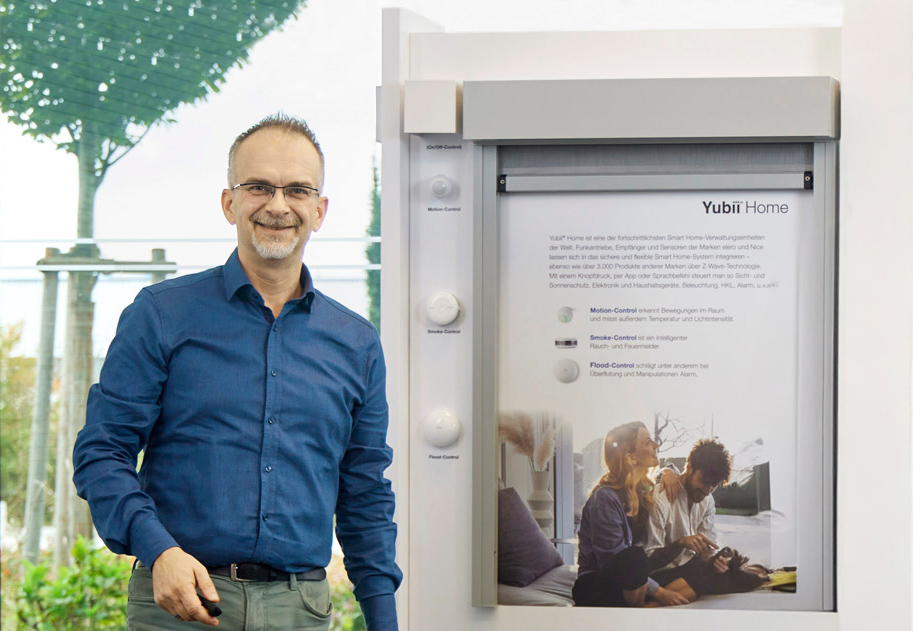 (On/Off-Control)
Motion-Control
Smoke-Control
Flood-Control
Yubii Home
Yubii® Home ist eine der fortschrittlichsten Smart Home-Verwaltungseinheiten
der Welt. Funkantriebe, Empfänger und Sensoren der Marken elero und Nice
lassen sich in das sichere und flexible Smart Home-System integrieren –
ebenso wie über 3.000 Produkte anderer Marken über Z-Wave-Technologie.
Mit einem Knopfdruck, per App oder Sprachbefehl steuert man so Sicht- und
Sonnenschutz, Elektronik und Haushaltsgeräte, Beleuchtung, HKL, Alarm, u.v.a.
Motion-Control erkennt Bewegungen im Raum
und misst außerdem Temperatur und Lichtintensität.
Smoke-Control ist ein intelligenter
Rauch- und Feuermelder.
Flood-Control schlägt unter anderem bei
Überflutung und Manipulationen Alarm.